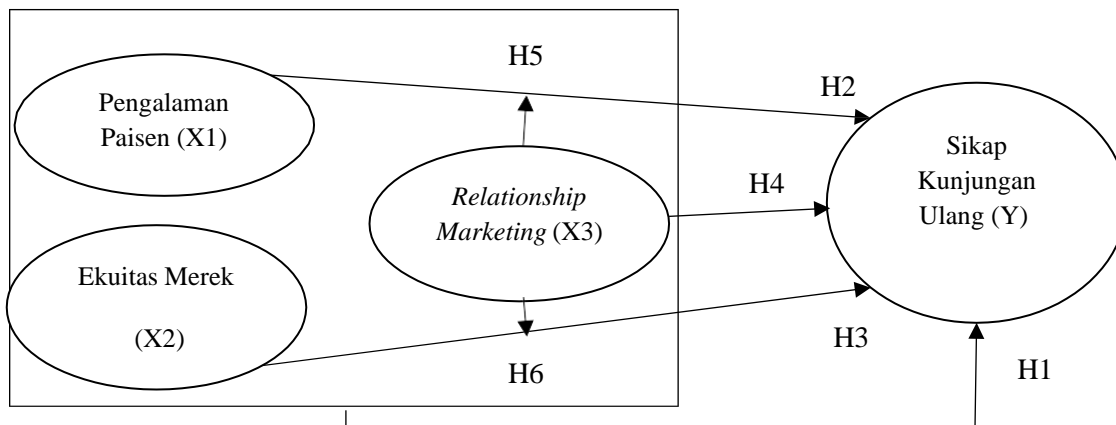 H5
H2
Pengalaman
Paisen (X1)
Sikap
Kunjungan
Ulang (Y)
H4
Relationship
Marketing (X3)
Ekuitas Merek
(X2)
H3
H6
H1